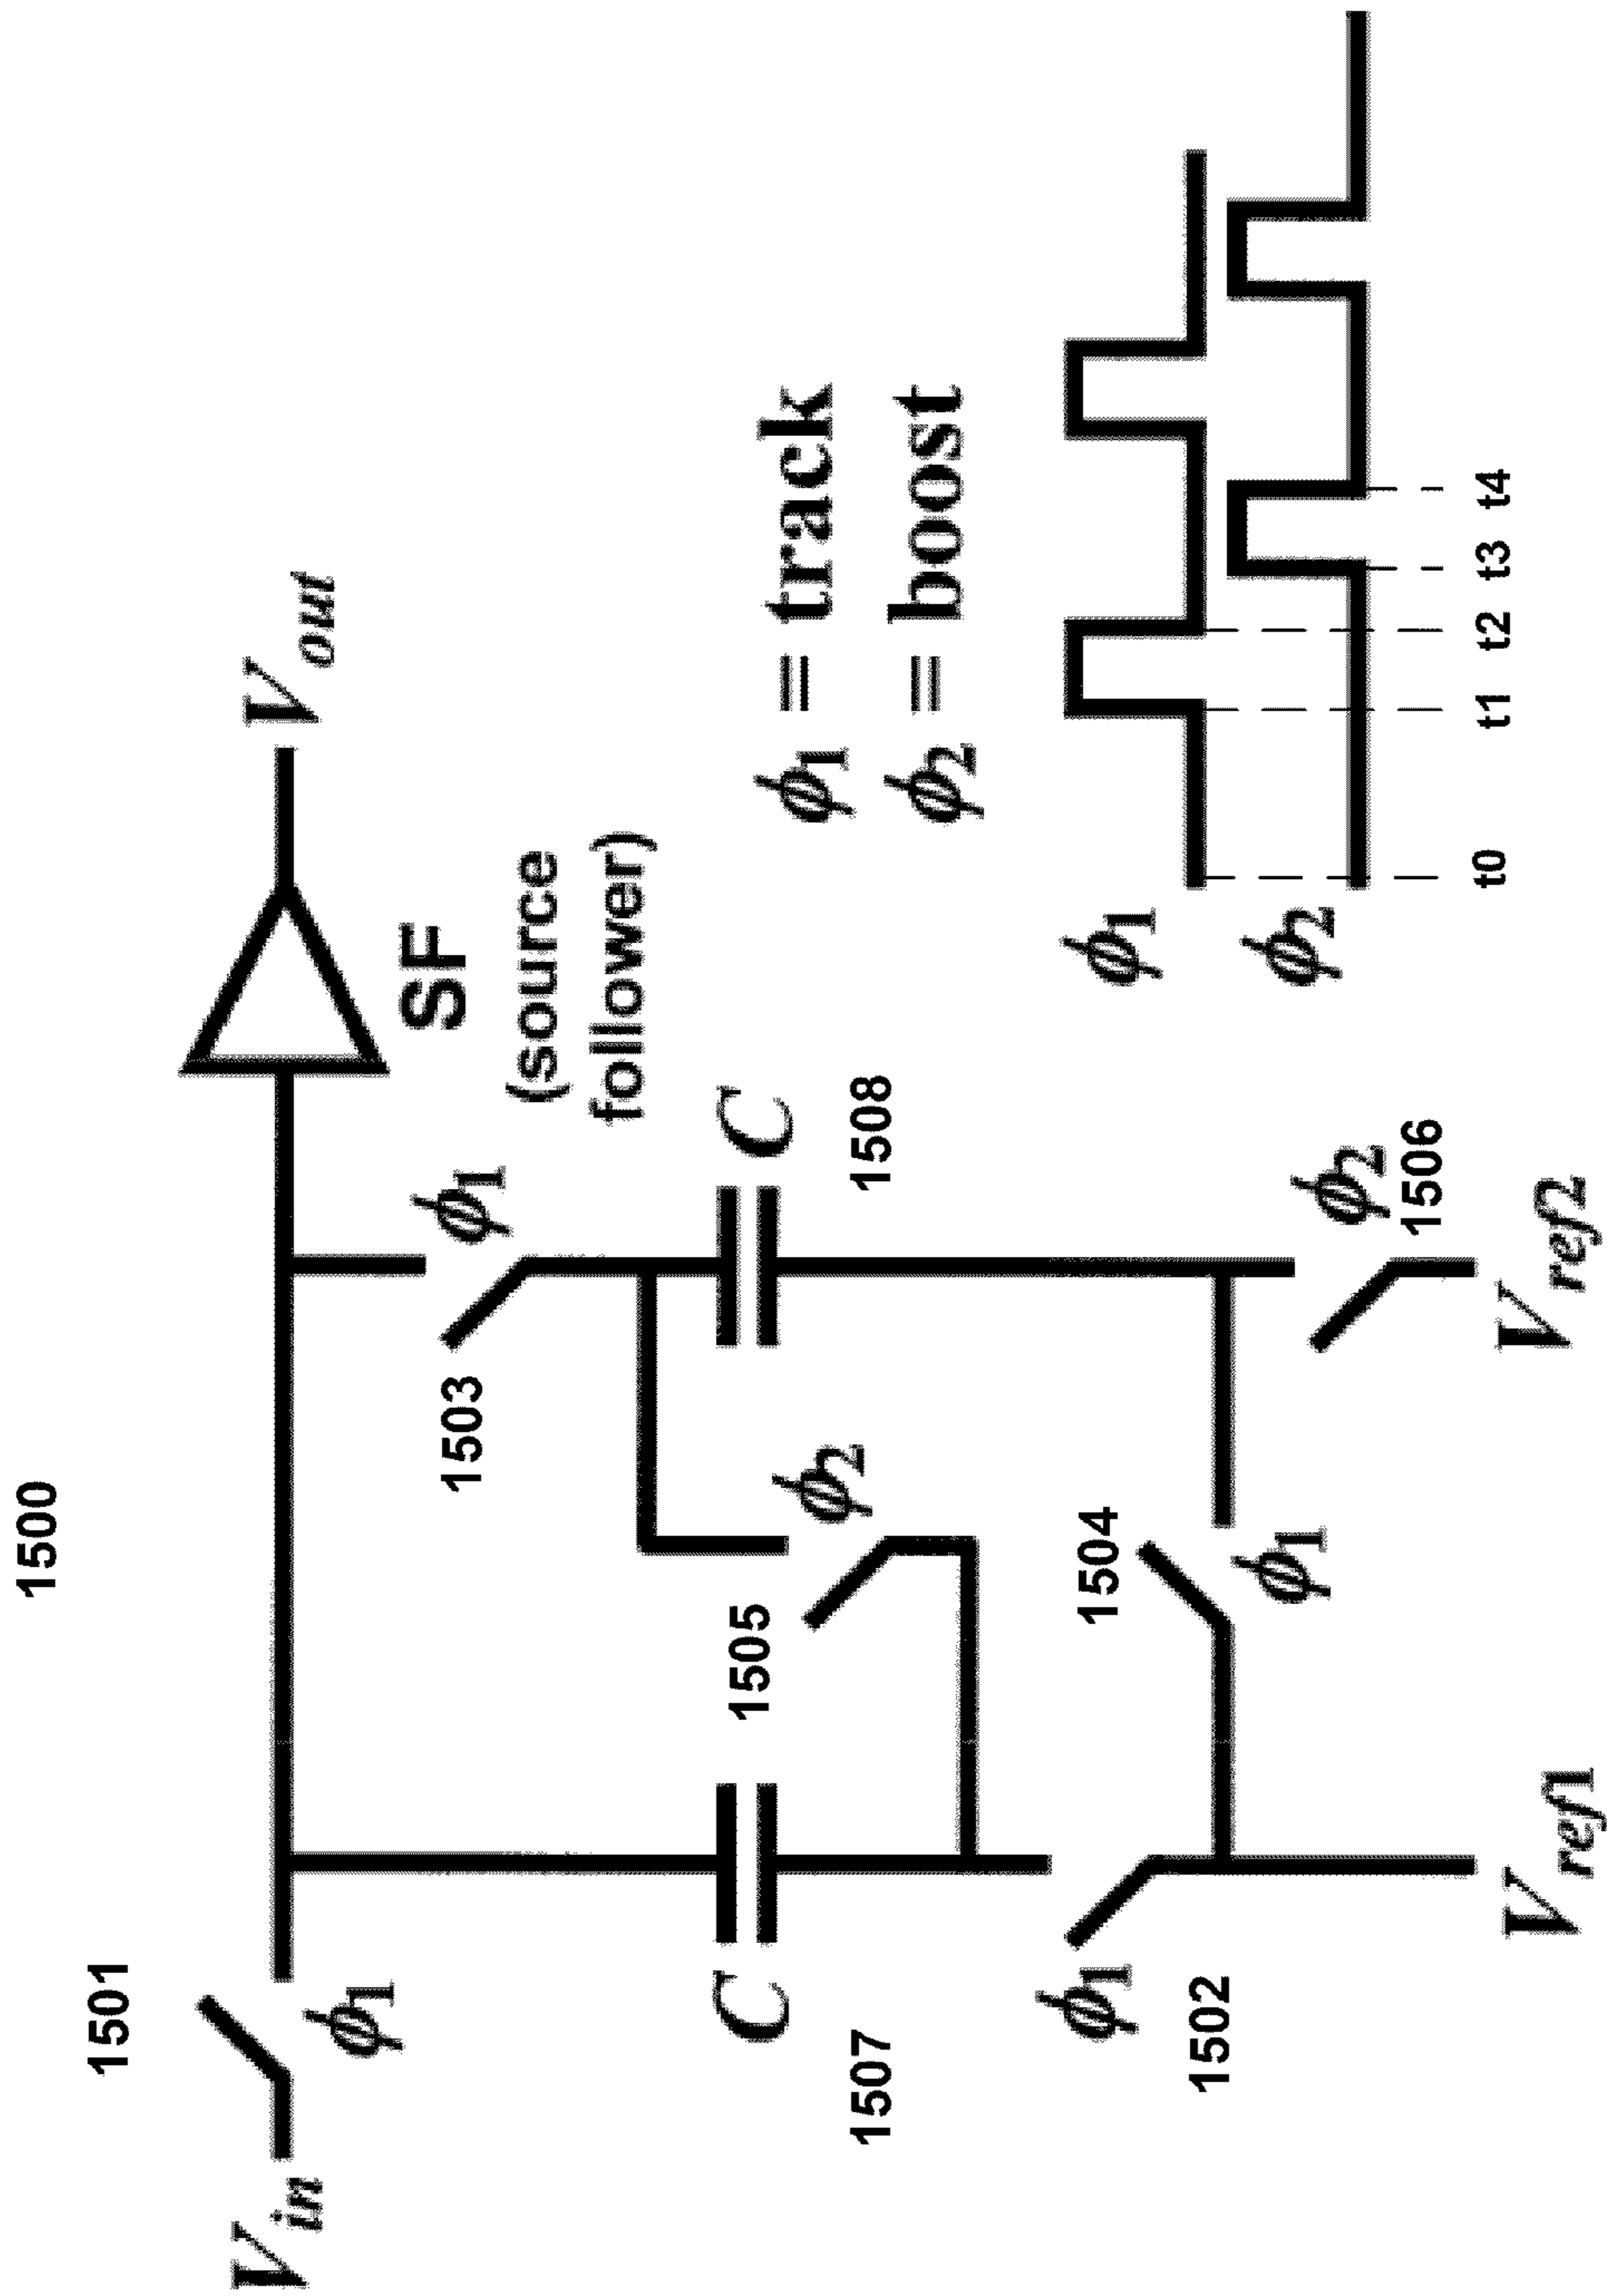 1500
1501
V_in
ϕ1
V_out
SF
(source
follower)
1503
ϕ1
C
1507
1505
ϕ2
C
1508
ϕ1
1502
1504
ϕ1
ϕ2
1506
V_ref1
V_ref2
ϕ1 = track
ϕ2 = boost
ϕ1
ϕ2
t0 t1 t2 t3 t4